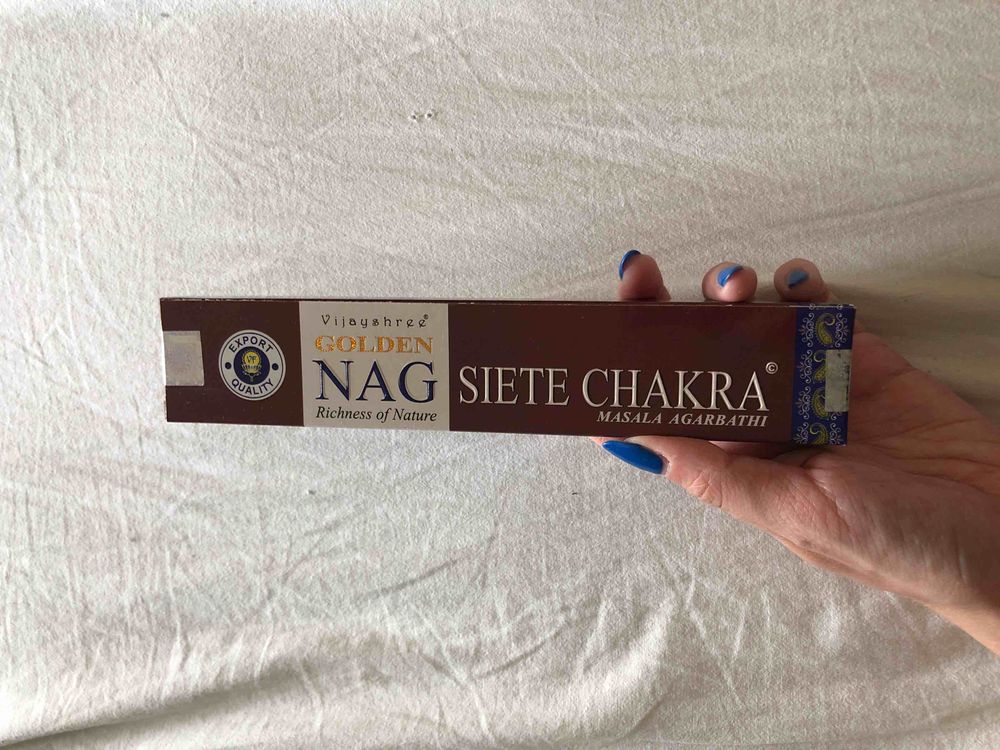 EXPORT
QUALITY
Vijayshree®
GOLDEN
NAG
Richness of Nature
SIETE CHAKRA©
MASALA AGARBATHI